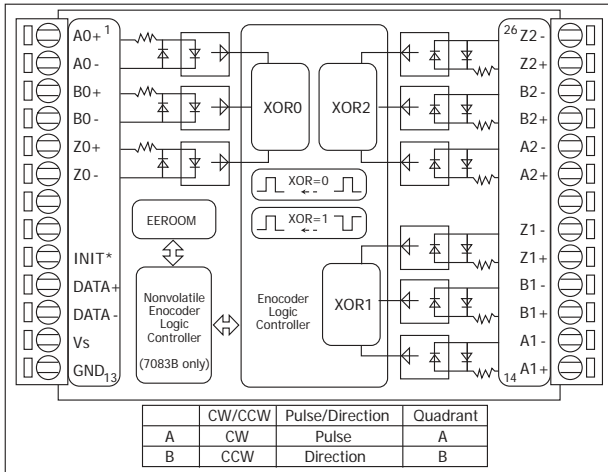 A0+ 1
A0-
B0+
B0-
Z0+
Z0-
INIT*
DATA+
DATA-
Vs
GND 13
XOR0
XOR2
XOR=0
XOR=1
EEROOM
Nonvolatile
Encoder
Logic
Controller
(7083B only)
Encoder
Logic
Controller
XOR1
26 Z2-
Z2+
B2-
B2+
A2-
A2+
Z1-
Z1+
B1-
B1+
A1-
14 A1+
CW/CCW Pulse/Direction Quadrant
A CW Pulse A
B CCW Direction B